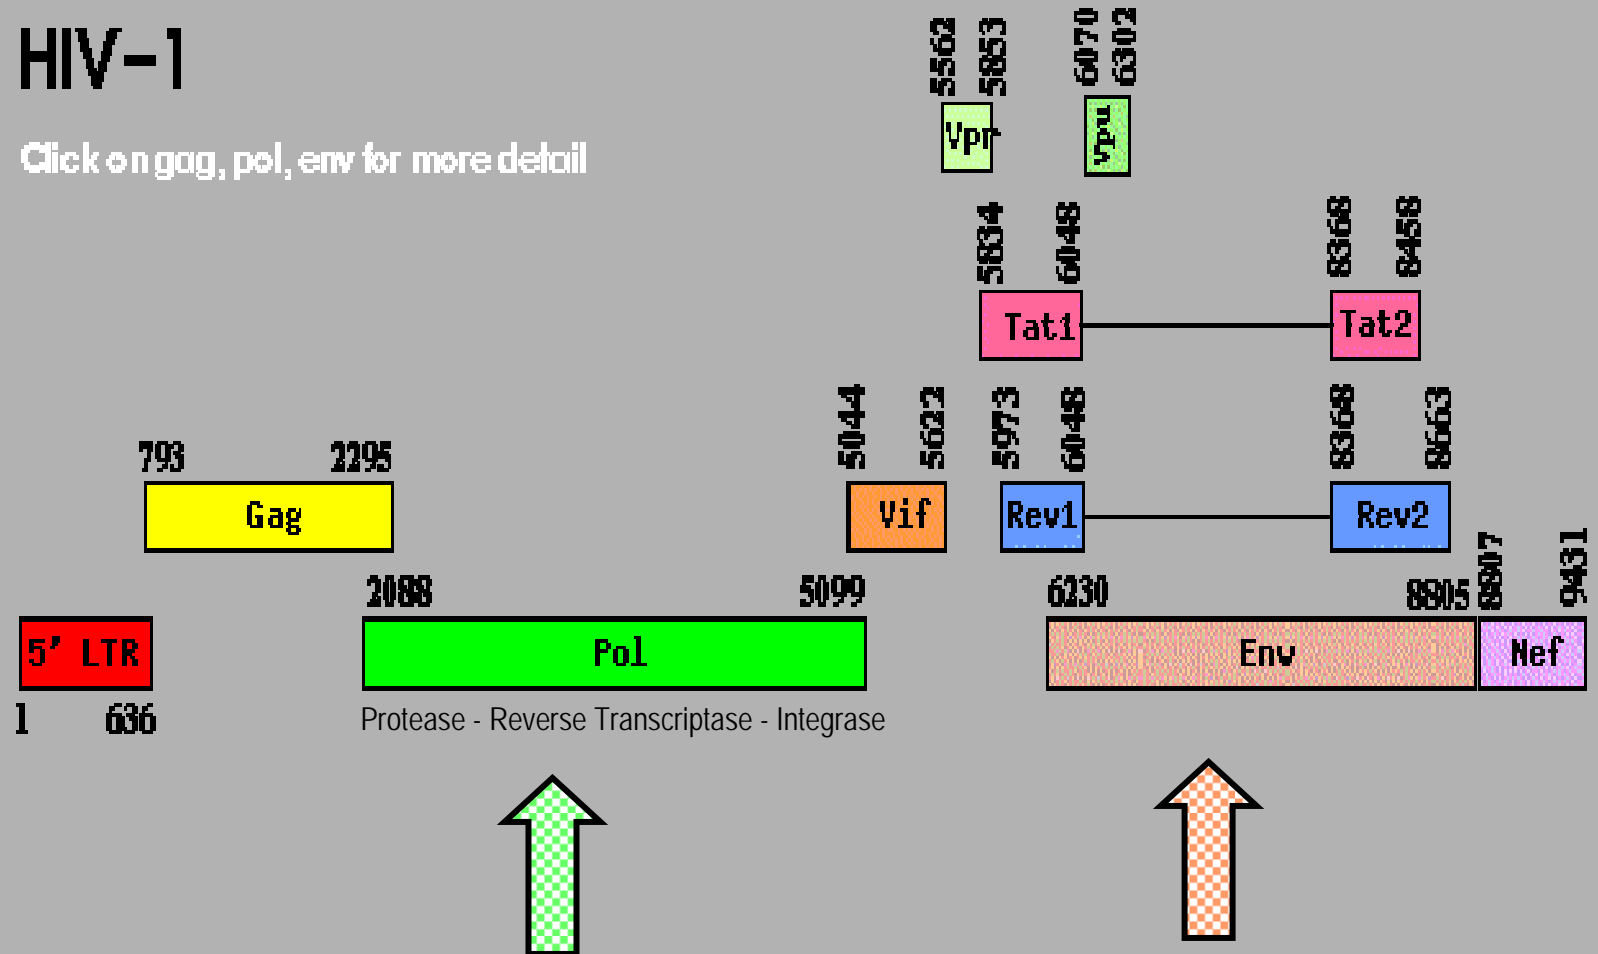 HIV-1
Click on gag, pol, env for more detail
5562 5853 6070 6302
Vpr Vpu
5834 6048 8368 8458
Tat1 Tat2
5044 5622 5973 6048 8368 8663
793 2295
Gag Vif Rev1 Rev2
2088 5099 6230 8805 8807 9431
5' LTR Pol Env Nef
1 636
Protease - Reverse Transcriptase - Integrase